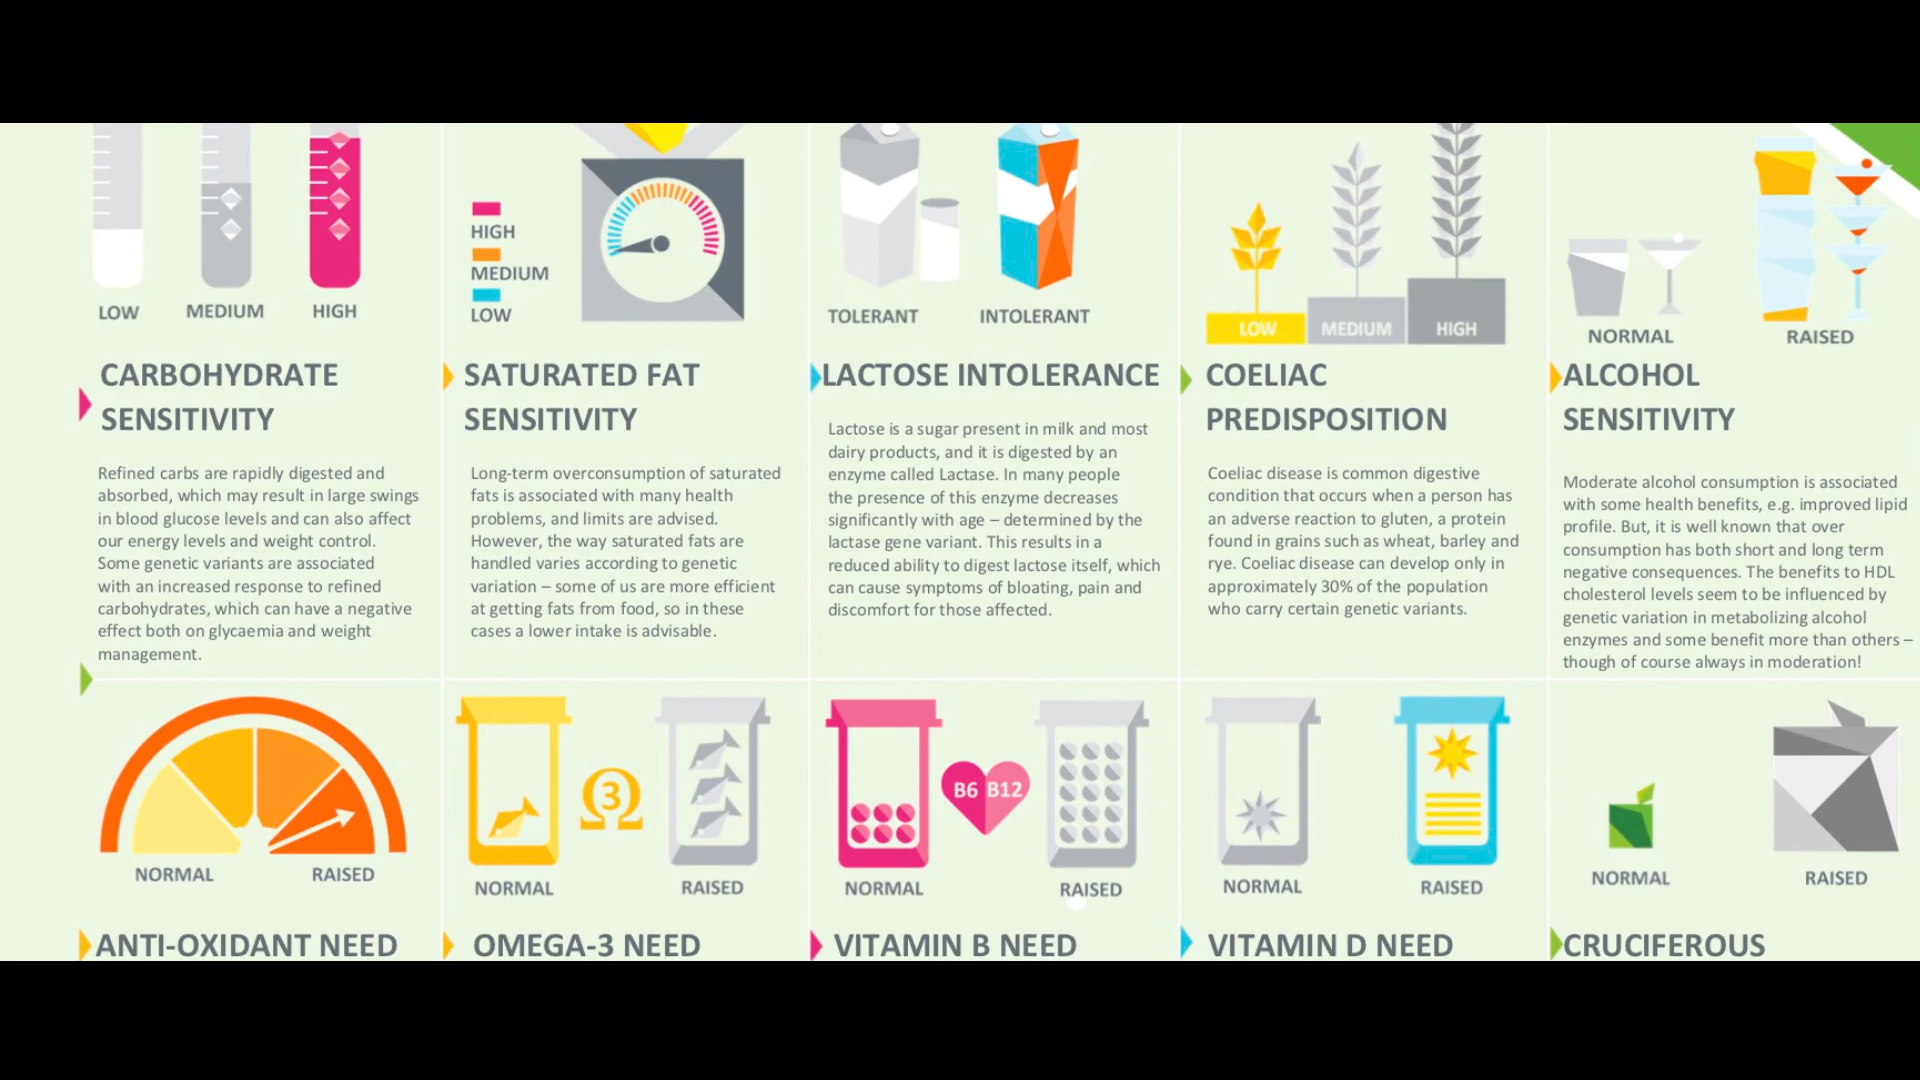 LOW
MEDIUM
HIGH
CARBOHYDRATE
SENSITIVITY
Refined carbs are rapidly digested and
absorbed, which may result in large swings
in blood glucose levels and can also affect
our energy levels and weight control.
Some genetic variants are associated
with an increased response to refined
carbohydrates, which can have a negative
effect both on glycaemia and weight
management.
HIGH
MEDIUM
LOW
SATURATED FAT
SENSITIVITY
Long-term overconsumption of saturated
fats is associated with many health
problems, and limits are advised.
However, the way saturated fats are
handled varies according to genetic
variation – some of us are more efficient
at getting fats from food, so in these
cases a lower intake is advisable.
TOLERANT
INTOLERANT
LACTOSE INTOLERANCE
Lactose is a sugar present in milk and most
dairy products, and it is digested by an
enzyme called Lactase. In many people
the presence of this enzyme decreases
significantly with age – determined by the
lactase gene variant. This results in a
reduced ability to digest lactose itself, which
can cause symptoms of bloating, pain and
discomfort for those affected.
LOW
MEDIUM
HIGH
COELIAC
PREDISPOSITION
Coeliac disease is common digestive
condition that occurs when a person has
an adverse reaction to gluten, a protein
found in grains such as wheat, barley and
rye. Coeliac disease can develop only in
approximately 30% of the population
who carry certain genetic variants.
NORMAL
RAISED
ALCOHOL
SENSITIVITY
Moderate alcohol consumption is associated
with some health benefits, e.g. improved lipid
profile. But, it is well known that over
consumption has both short and long term
negative consequences. The benefits to HDL
cholesterol levels seem to be influenced by
genetic variation in metabolizing alcohol
enzymes and some benefit more than others –
though of course always in moderation!
NORMAL
RAISED
ANTI-OXIDANT NEED
Ω 3
NORMAL
RAISED
OMEGA-3 NEED
B6 B12
NORMAL
RAISED
VITAMIN B NEED
NORMAL
RAISED
VITAMIN D NEED
NORMAL
RAISED
CRUCIFEROUS